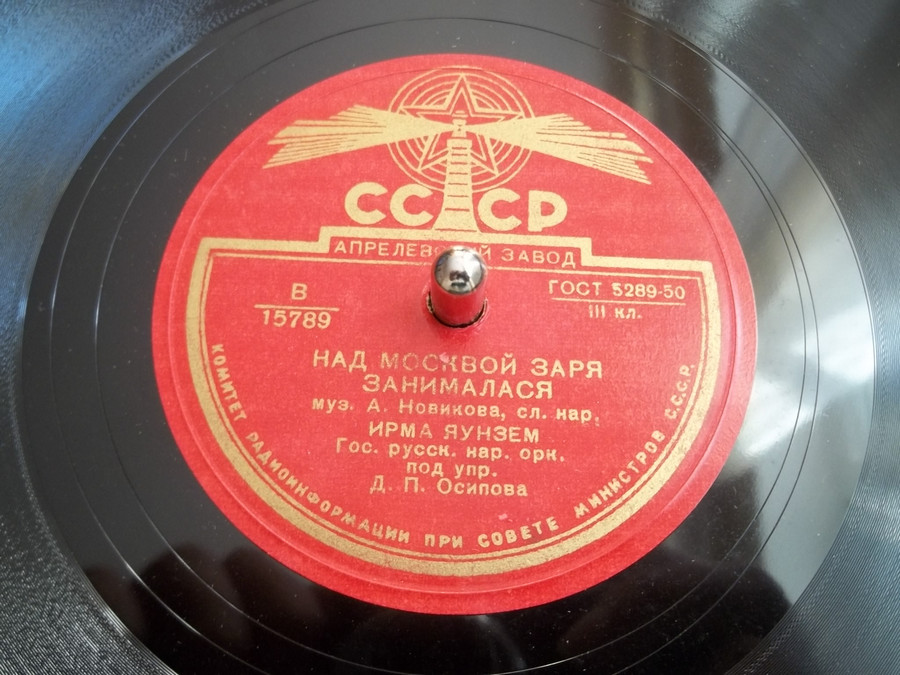 СССР
АПРЕЛЕВСКИЙ ЗАВОД
В
15789
ГОСТ 5289-50
III кл.
НАД МОСКВОЙ ЗАРЯ
ЗАНИМАЛАСЯ
муз. А. Новикова, сл. нар.
ИРМА ЯУНЗЕМ
Гос. русск. нар. орк.
под упр.
Д. П. Осипова
КОМИТЕТ РАДИОИНФОРМАЦИИ ПРИ СОВЕТЕ МИНИСТРОВ С.С.С.Р.